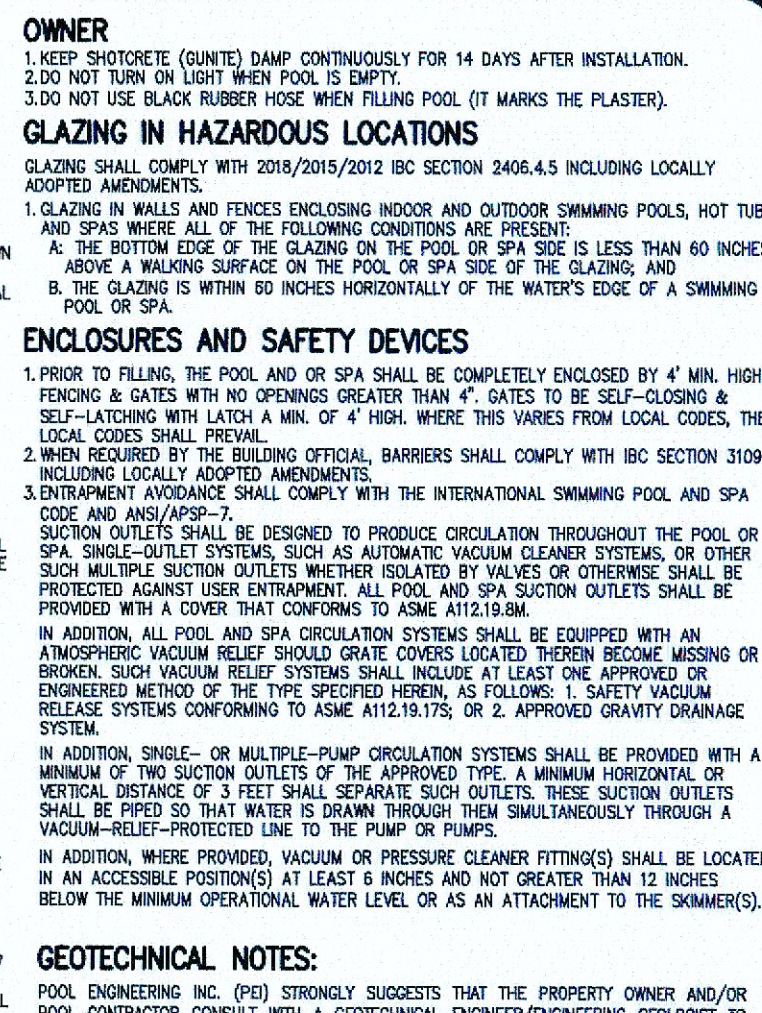 OWNER
1. KEEP SHOTCRETE (GUNITE) DAMP CONTINUOUSLY FOR 14 DAYS AFTER INSTALLATION.
2. DO NOT TURN ON LIGHT WHEN POOL IS EMPTY.
3. DO NOT USE BLACK RUBBER HOSE WHEN FILLING POOL (IT MARKS THE PLASTER).
GLAZING IN HAZARDOUS LOCATIONS
GLAZING SHALL COMPLY WITH 2018/2015/2012 IBC SECTION 2406.4.5 INCLUDING LOCALLY
ADOPTED AMENDMENTS.
1. GLAZING IN WALLS AND FENCES ENCLOSING INDOOR AND OUTDOOR SWIMMING POOLS, HOT TUB
AND SPAS WHERE ALL OF THE FOLLOWING CONDITIONS ARE PRESENT:
A: THE BOTTOM EDGE OF THE GLAZING ON THE POOL OR SPA SIDE IS LESS THAN 60 INCHES
ABOVE A WALKING SURFACE ON THE POOL OR SPA SIDE OF THE GLAZING; AND
B. THE GLAZING IS WITHIN 60 INCHES HORIZONTALLY OF THE WATER'S EDGE OF A SWIMMING
POOL OR SPA.
ENCLOSURES AND SAFETY DEVICES
1. PRIOR TO FILLING, THE POOL AND OR SPA SHALL BE COMPLETELY ENCLOSED BY 4' MIN. HIGH
FENCING & GATES WITH NO OPENINGS GREATER THAN 4". GATES TO BE SELF-CLOSING &
SELF-LATCHING WITH LATCH A MIN. OF 4' HIGH. WHERE THIS VARIES FROM LOCAL CODES, THE
LOCAL CODES SHALL PREVAIL.
2. WHEN REQUIRED BY THE BUILDING OFFICIAL, BARRIERS SHALL COMPLY WITH IBC SECTION 3109
INCLUDING LOCALLY ADOPTED AMENDMENTS.
3. ENTRAPMENT AVOIDANCE SHALL COMPLY WITH THE INTERNATIONAL SWIMMING POOL AND SPA
CODE AND ANSI/APSP-7.
SUCTION OUTLETS SHALL BE DESIGNED TO PRODUCE CIRCULATION THROUGHOUT THE POOL OR
SPA. SINGLE-OUTLET SYSTEMS, SUCH AS AUTOMATIC VACUUM CLEANER SYSTEMS, OR OTHER
SUCH MULTIPLE SUCTION OUTLETS WHETHER ISOLATED BY VALVES OR OTHERWISE SHALL BE
PROTECTED AGAINST USER ENTRAPMENT. ALL POOL AND SPA SUCTION OUTLETS SHALL BE
PROVIDED WITH A COVER THAT CONFORMS TO ASME A112.19.8M.
IN ADDITION, ALL POOL AND SPA CIRCULATION SYSTEMS SHALL BE EQUIPPED WITH AN
ATMOSPHERIC VACUUM RELIEF SHOULD GRATE COVERS LOCATED THEREIN BECOME MISSING OR
BROKEN. SUCH VACUUM RELIEF SYSTEMS SHALL INCLUDE AT LEAST ONE APPROVED OR
ENGINEERED METHOD OF THE TYPE SPECIFIED HEREIN, AS FOLLOWS: 1. SAFETY VACUUM
RELEASE SYSTEMS CONFORMING TO ASME A112.19.17S; OR 2. APPROVED GRAVITY DRAINAGE
SYSTEM.
IN ADDITION, SINGLE- OR MULTIPLE-PUMP CIRCULATION SYSTEMS SHALL BE PROVIDED WITH A
MINIMUM OF TWO SUCTION OUTLETS OF THE APPROVED TYPE. A MINIMUM HORIZONTAL OR
VERTICAL DISTANCE OF 3 FEET SHALL SEPARATE SUCH OUTLETS. THESE SUCTION OUTLETS
SHALL BE PIPED SO THAT WATER IS DRAWN THROUGH THEM SIMULTANEOUSLY THROUGH A
VACUUM-RELIEF-PROTECTED LINE TO THE PUMP OR PUMPS.
IN ADDITION, WHERE PROVIDED, VACUUM OR PRESSURE CLEANER FITTING(S) SHALL BE LOCATED
IN AN ACCESSIBLE POSITION(S) AT LEAST 6 INCHES AND NOT GREATER THAN 12 INCHES
BELOW THE MINIMUM OPERATIONAL WATER LEVEL OR AS AN ATTACHMENT TO THE SKIMMER(S).
GEOTECHNICAL NOTES:
POOL ENGINEERING INC. (PEI) STRONGLY SUGGESTS THAT THE PROPERTY OWNER AND/OR
POOL CONTRACTOR CONSULT WITH A GEOTECHNICAL ENGINEER/ENGINEERING GEOLOGIST TO